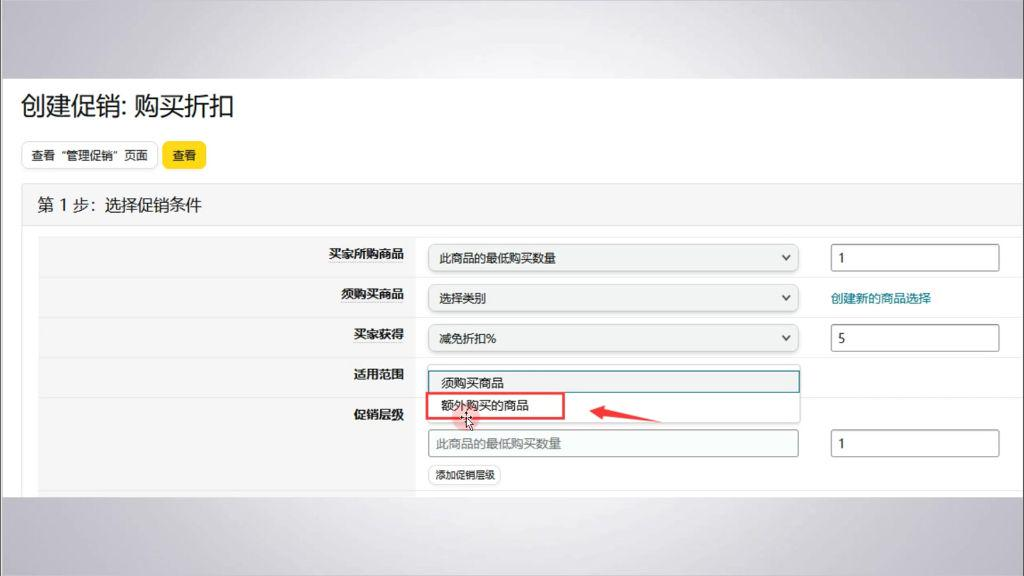 创建促销: 购买折扣
查看 “管理促销” 页面 查看
第 1 步：选择促销条件
买家所购商品 此商品的最低购买数量 1
须购买商品 选择类别 创建新的商品选择
买家获得 减免折扣% 5
适用范围 须购买商品
额外购买的商品
促销层级
此商品的最低购买数量 1
添加促销层级